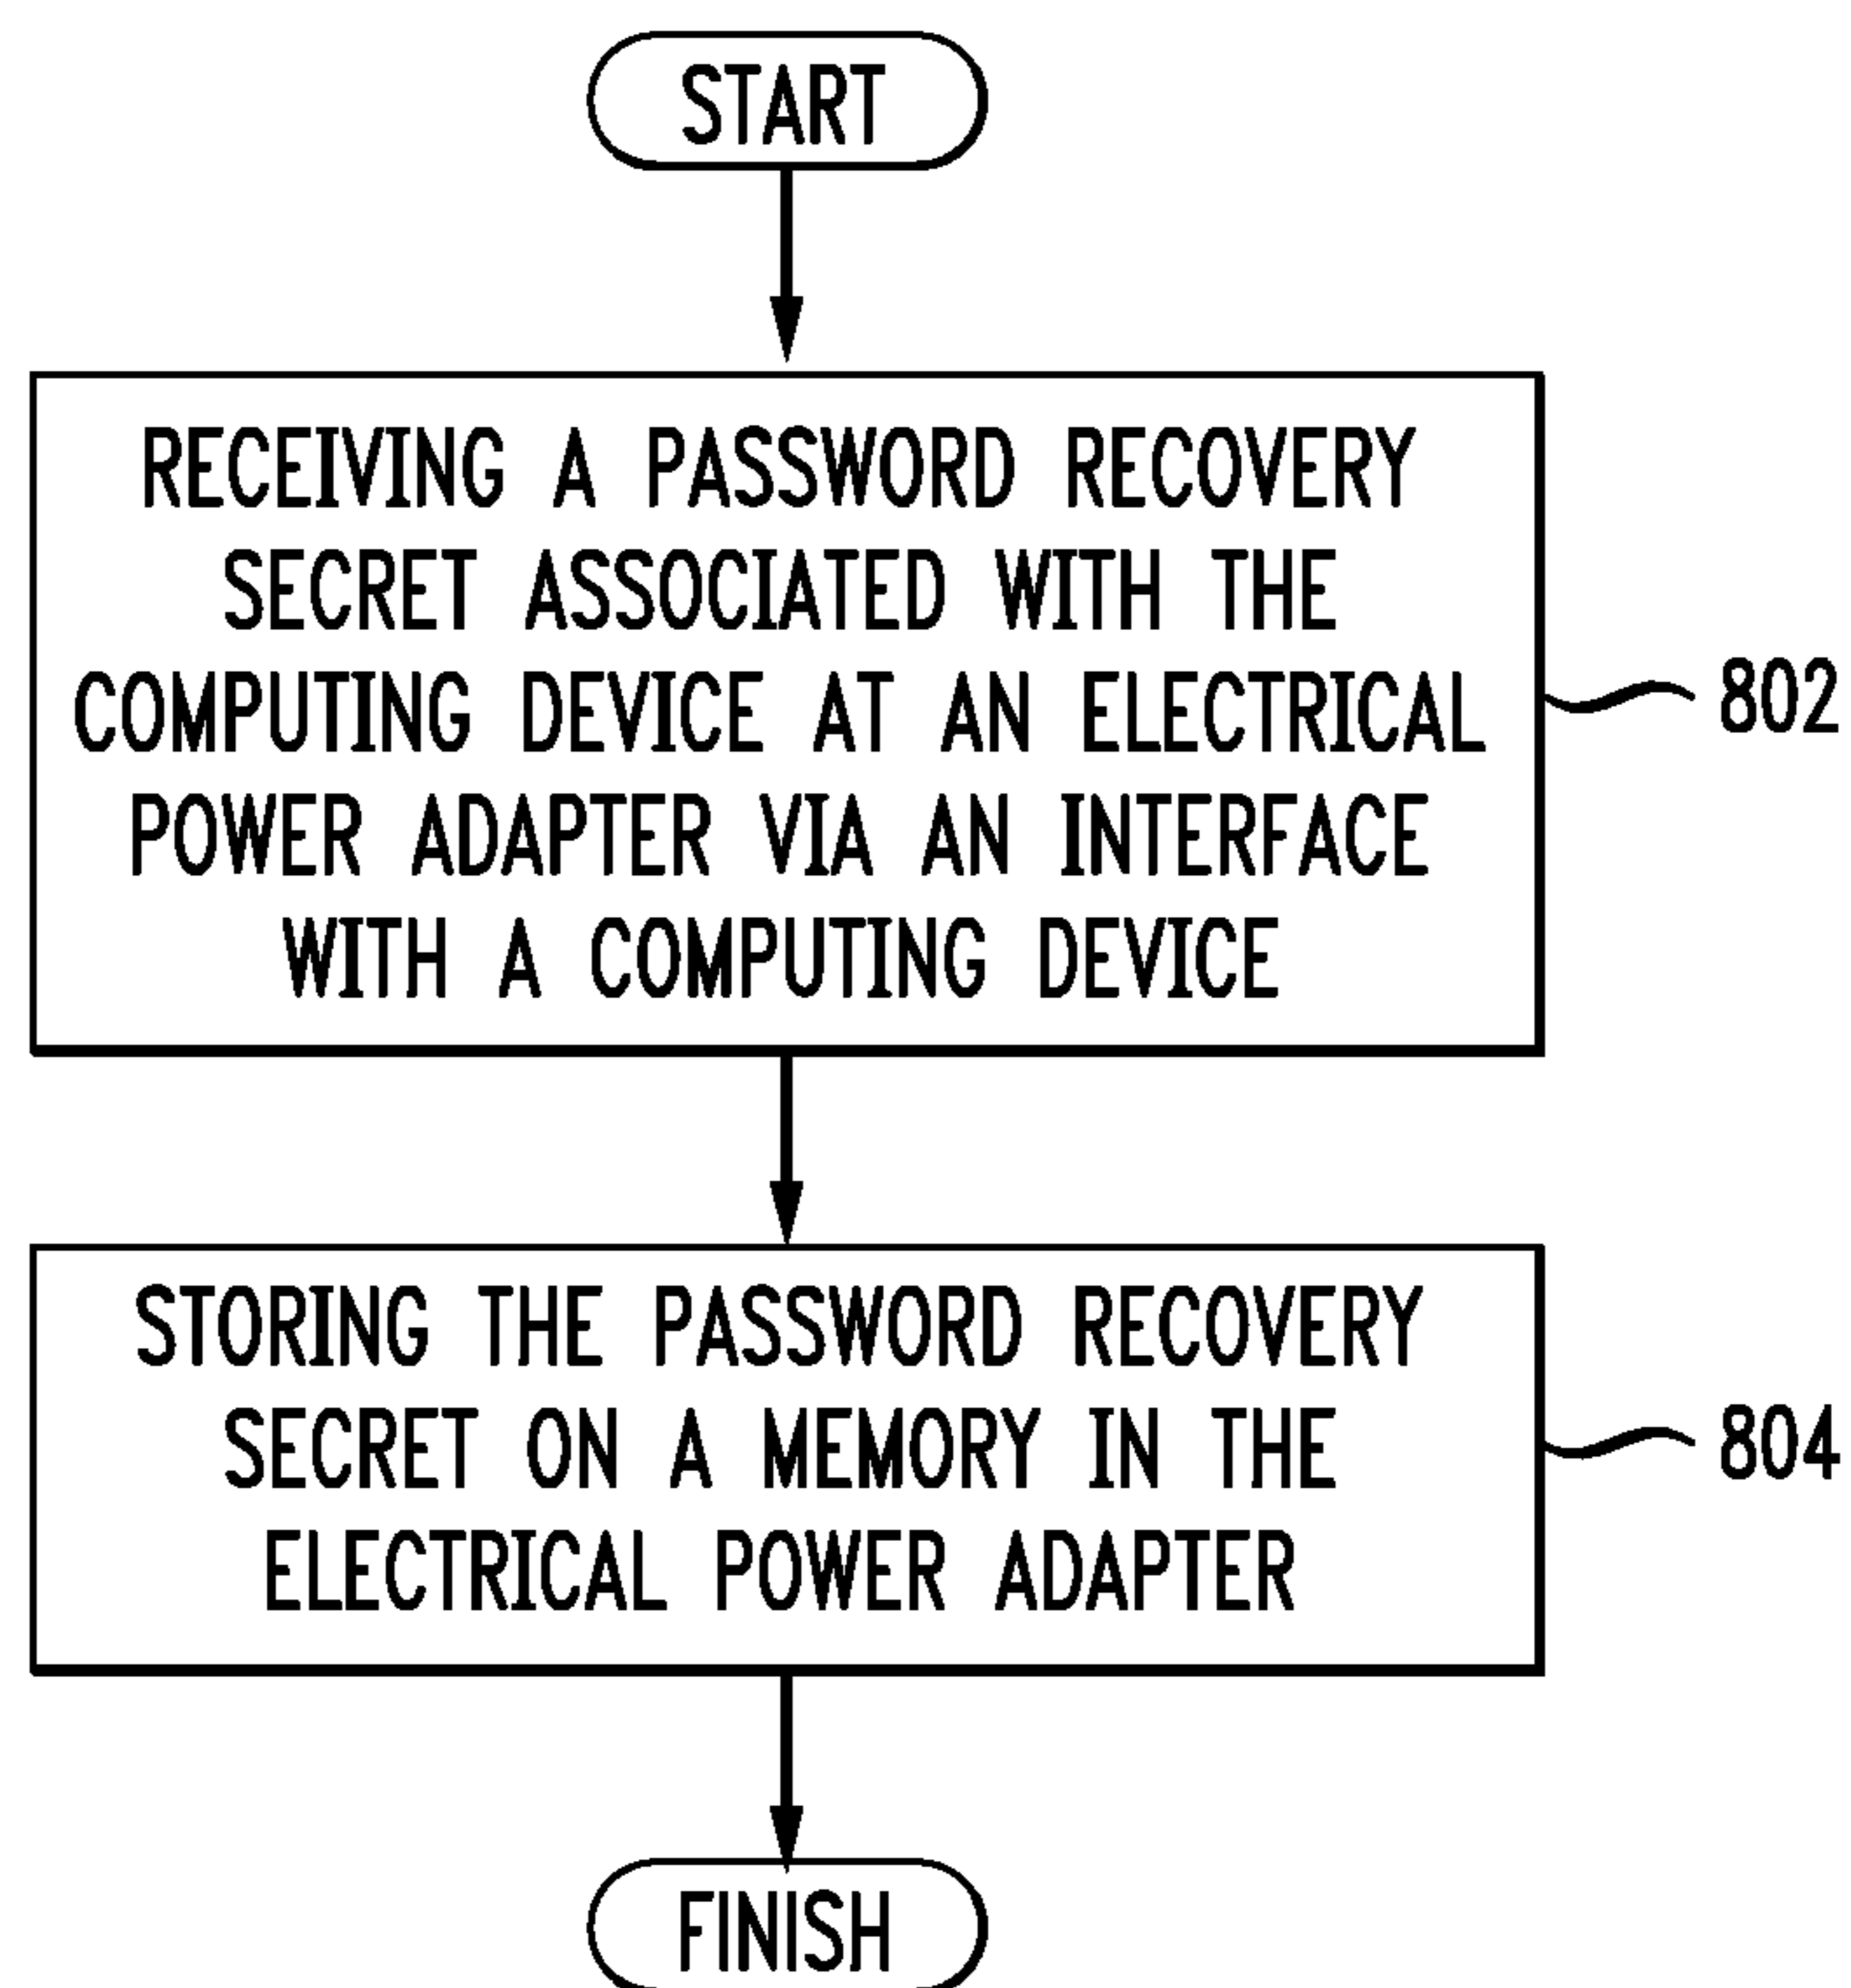 START
RECEIVING A PASSWORD RECOVERY
SECRET ASSOCIATED WITH THE
COMPUTING DEVICE AT AN ELECTRICAL
POWER ADAPTER VIA AN INTERFACE
WITH A COMPUTING DEVICE
802
STORING THE PASSWORD RECOVERY
SECRET ON A MEMORY IN THE
ELECTRICAL POWER ADAPTER
804
FINISH